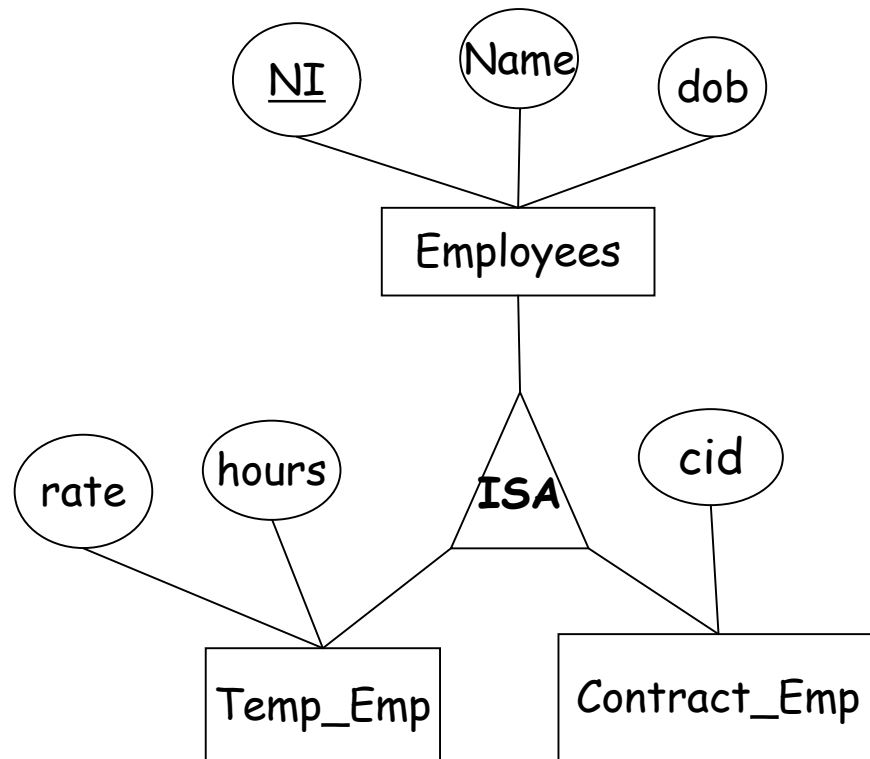 NI
Name
dob
Employees
rate
hours
ISA
cid
Temp_Emp
Contract_Emp